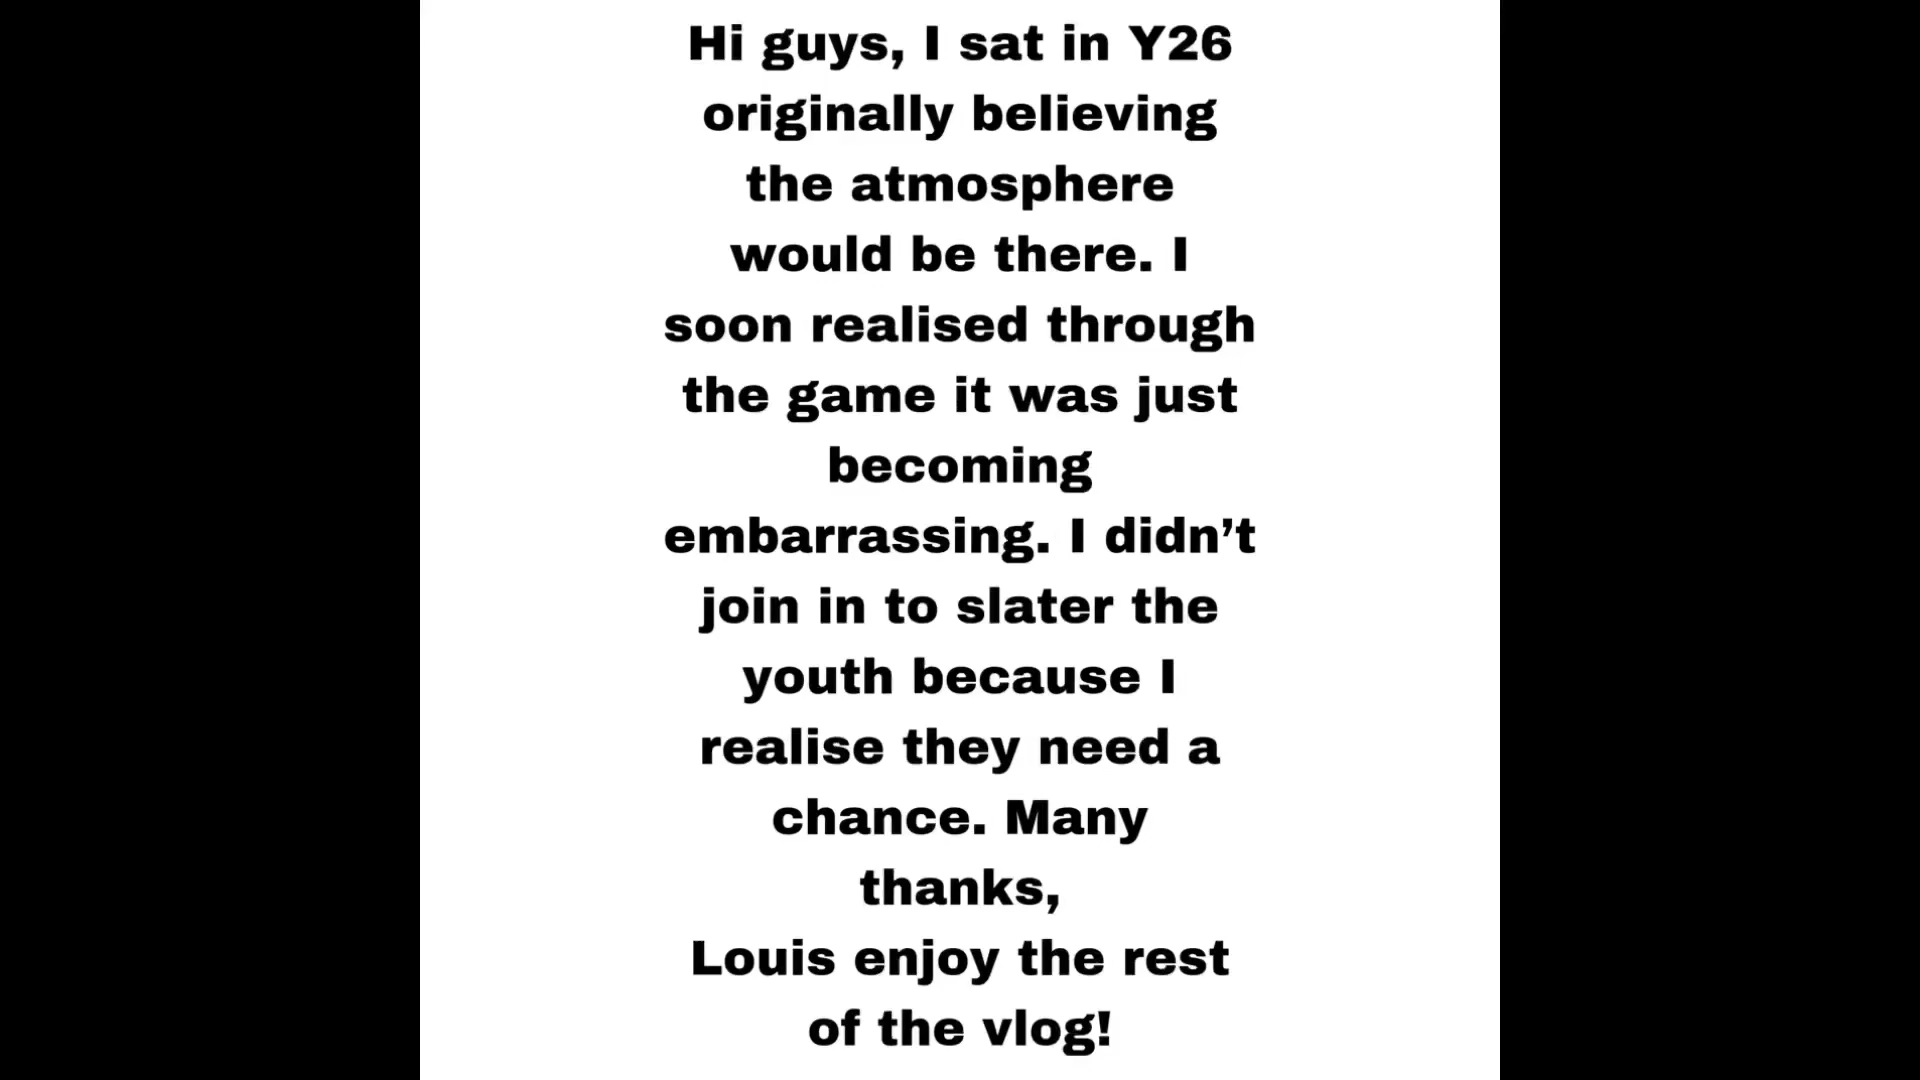 Hi guys, I sat in Y26
originally believing
the atmosphere
would be there. I
soon realised through
the game it was just
becoming
embarrassing. I didn’t
join in to slater the
youth because I
realise they need a
chance. Many
thanks,
Louis enjoy the rest
of the vlog!